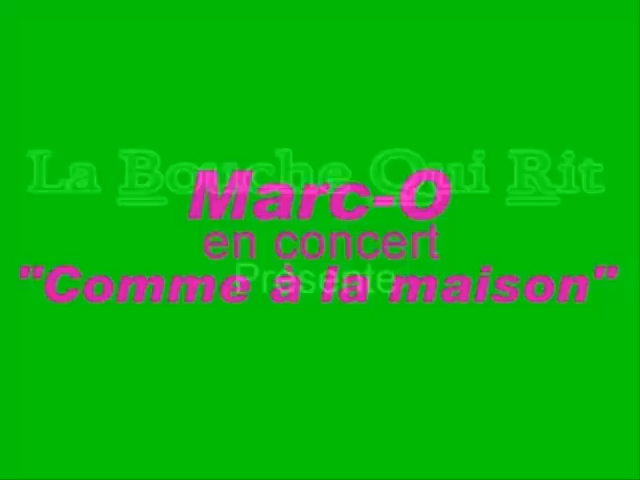 La Bouche Qui Rit
Marc-O
en concert
Présente
"Comme à la maison"